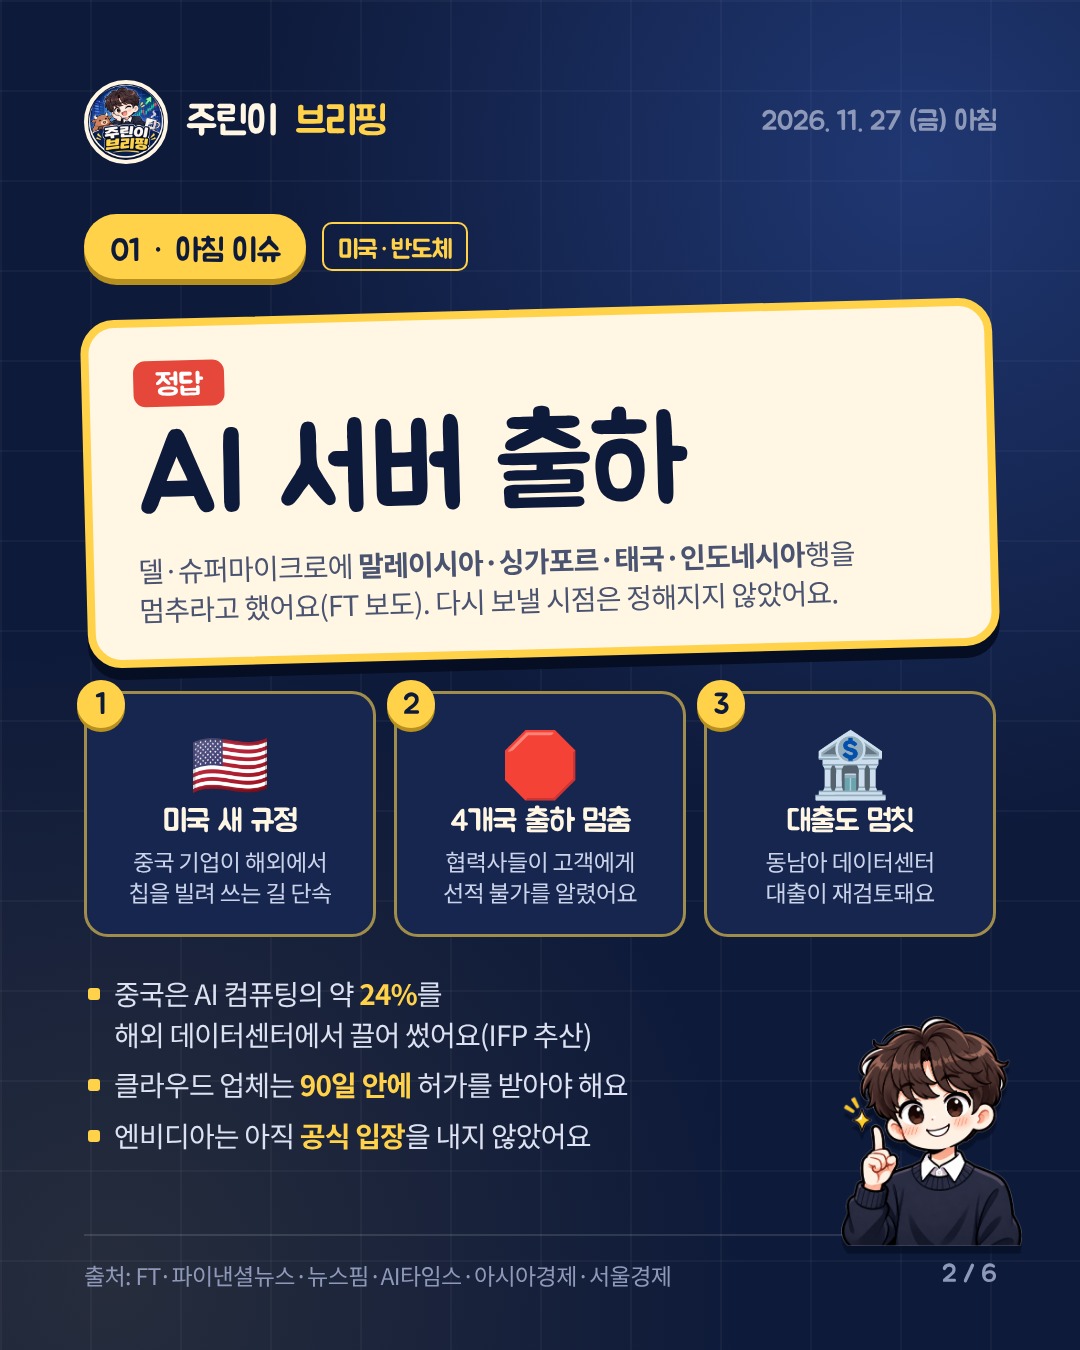 주린이
브리핑
주린이 브리핑
2026. 11. 27 (금) 아침
01 · 아침 이슈
미국·반도체
정답
AI 서버 출하
델·슈퍼마이크로에 말레이시아·싱가포르·태국·인도네시아행을
멈추라고 했어요(FT 보도). 다시 보낼 시점은 정해지지 않았어요.
1
미국 새 규정
중국 기업이 해외에서
칩을 빌려 쓰는 길 단속
2
4개국 출하 멈춤
협력사들이 고객에게
선적 불가를 알렸어요
3
$
대출도 멈칫
동남아 데이터센터
대출이 재검토돼요
중국은 AI 컴퓨팅의 약 24%를
해외 데이터센터에서 끌어 썼어요(IFP 추산)
클라우드 업체는 90일 안에 허가를 받아야 해요
엔비디아는 아직 공식 입장을 내지 않았어요
출처: FT·파이낸셜뉴스·뉴스핌·AI타임스·아시아경제·서울경제
2 / 6